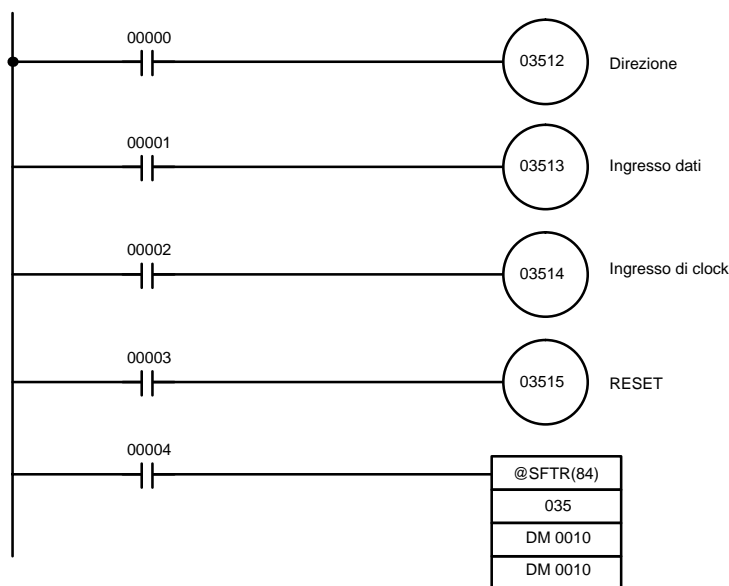 00000
03512 Direzione
00001
03513 Ingresso dati
00002
03514 Ingresso di clock
00003
03515 RESET
00004
@SFTR(84)
035
DM 0010
DM 0010